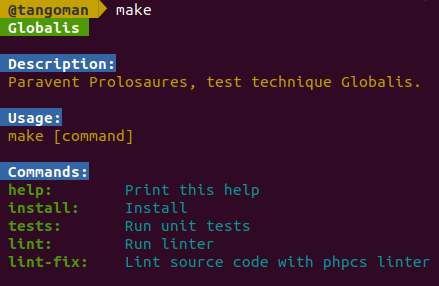 @tangoman make
Globalis
Description:
Paravent Prolosaures, test technique Globalis.
Usage:
make [command]
Commands:
help: Print this help
install: Install
tests: Run unit tests
lint: Run linter
lint-fix: Lint source code with phpcs linter